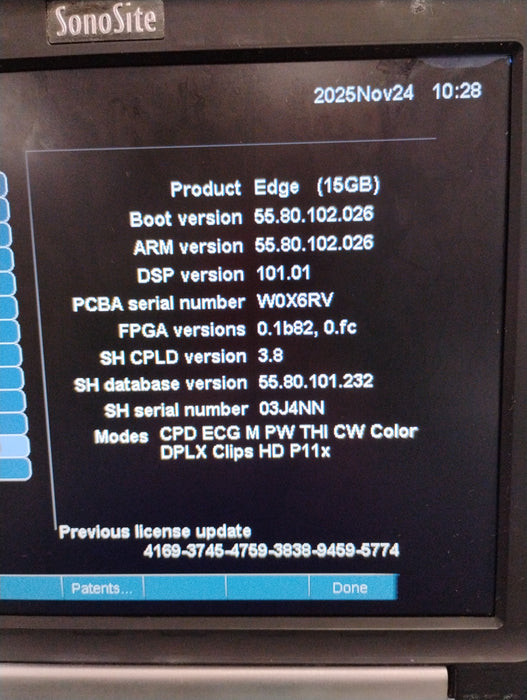 SonoSite
2025Nov24 10:28
Product Edge (15GB)
Boot version 55.80.102.026
ARM version 55.80.102.026
DSP version 101.01
PCBA serial number W0X6RV
FPGA versions 0.1b82, 0.fc
SH CPLD version 3.8
SH database version 55.80.101.232
SH serial number 03J4NN
Modes CPD ECG M PW THI CW Color
DPLX Clips HD P11x
Previous license update
4169-3745-4759-3838-9459-5774
Patents... Done